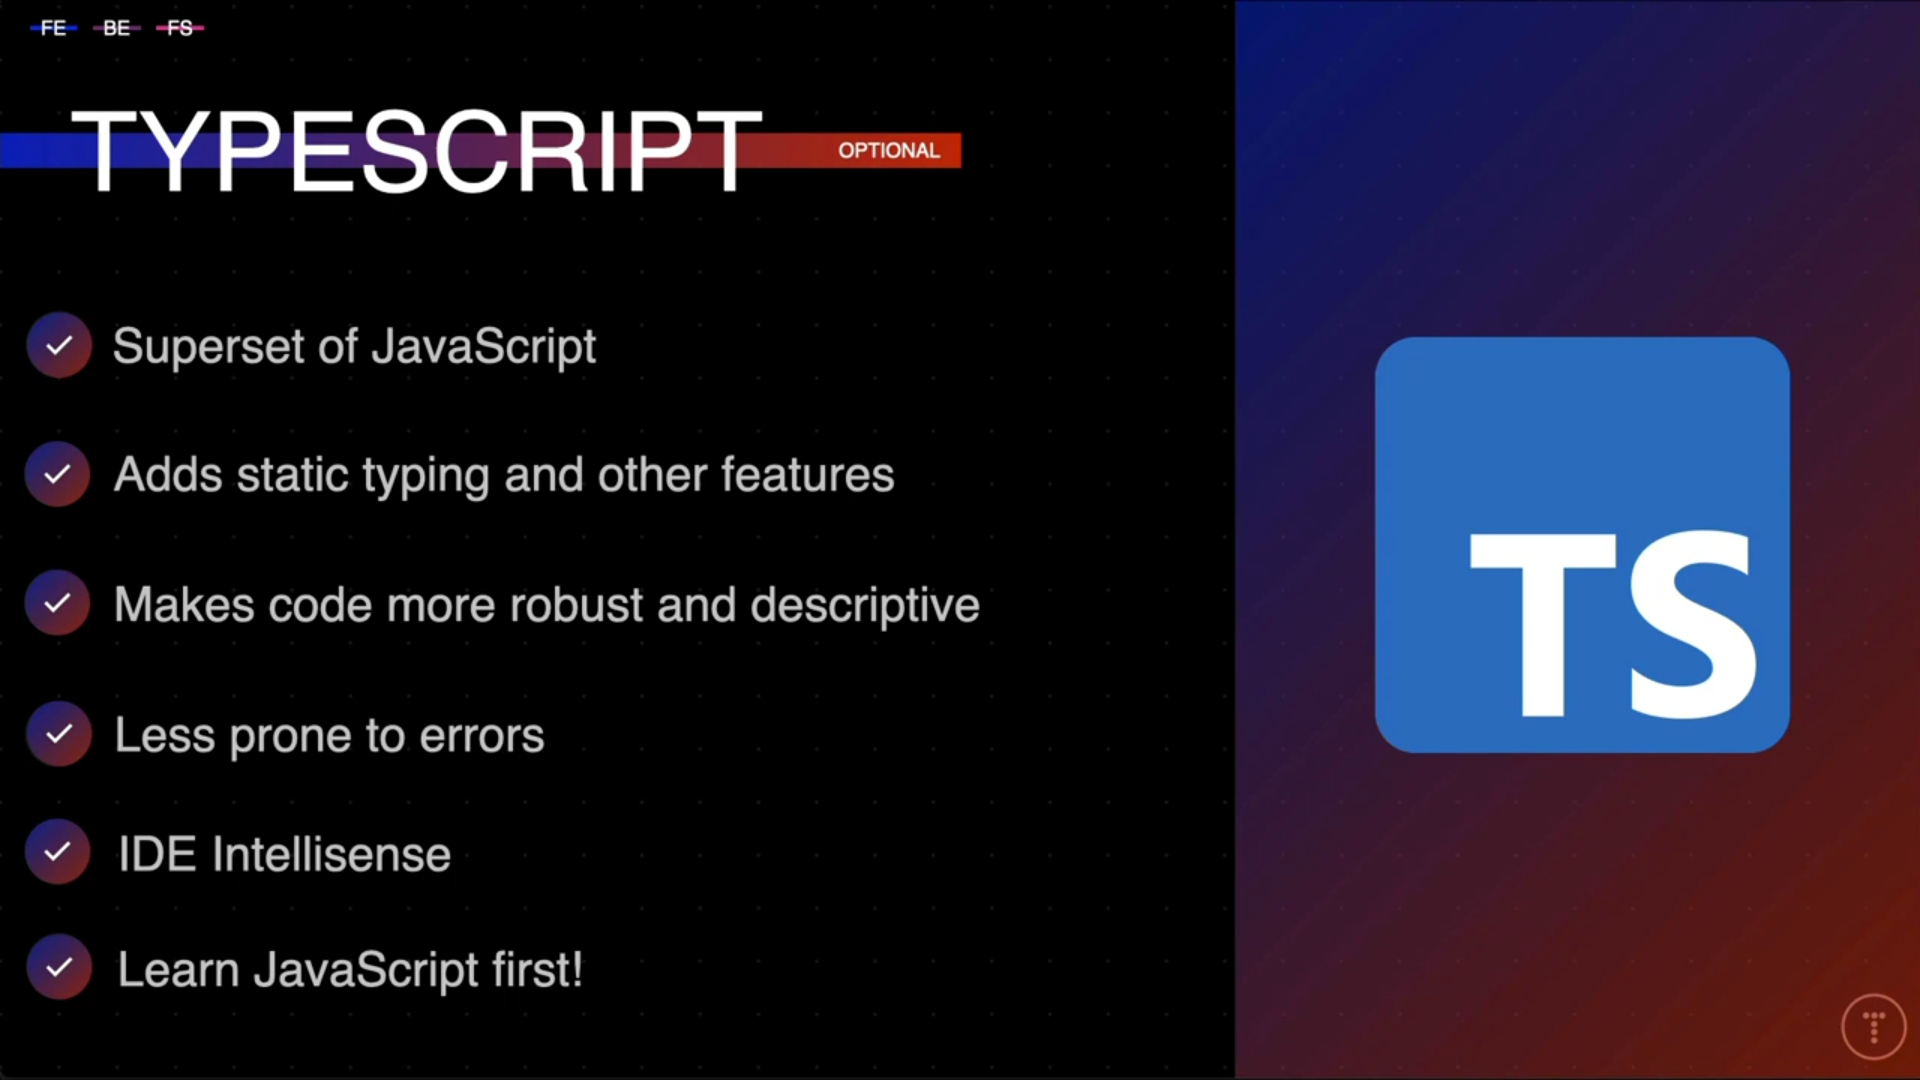 FE BE FS
TYPESCRIPT OPTIONAL
Superset of JavaScript
Adds static typing and other features
Makes code more robust and descriptive
Less prone to errors
IDE Intellisense
Learn JavaScript first!
TS
T